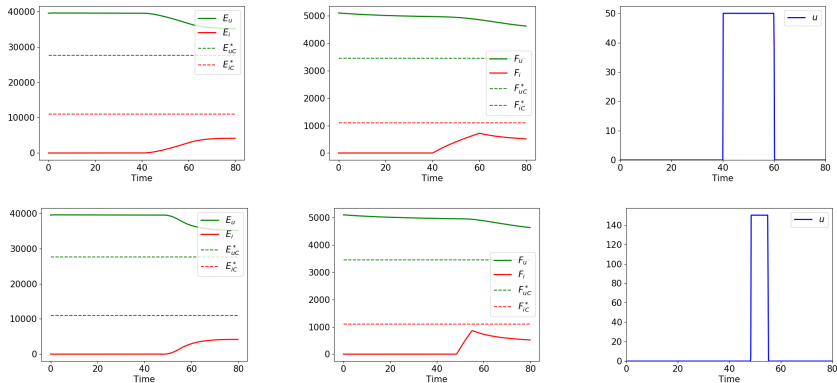 40000
30000
20000
10000
0
0 20 40 60 80
Time
E_u
E_i
E*_uC
E*_iC
5000
4000
3000
2000
1000
0
0 20 40 60 80
Time
F_u
F_i
F*_uC
F*_iC
50
40
30
20
10
0
0 20 40 60 80
Time
u
40000
30000
20000
10000
0
0 20 40 60 80
Time
E_u
E_i
E*_uC
E*_iC
5000
4000
3000
2000
1000
0
0 20 40 60 80
Time
F_u
F_i
F*_uC
F*_iC
140
120
100
80
60
40
20
0
0 20 40 60 80
Time
u